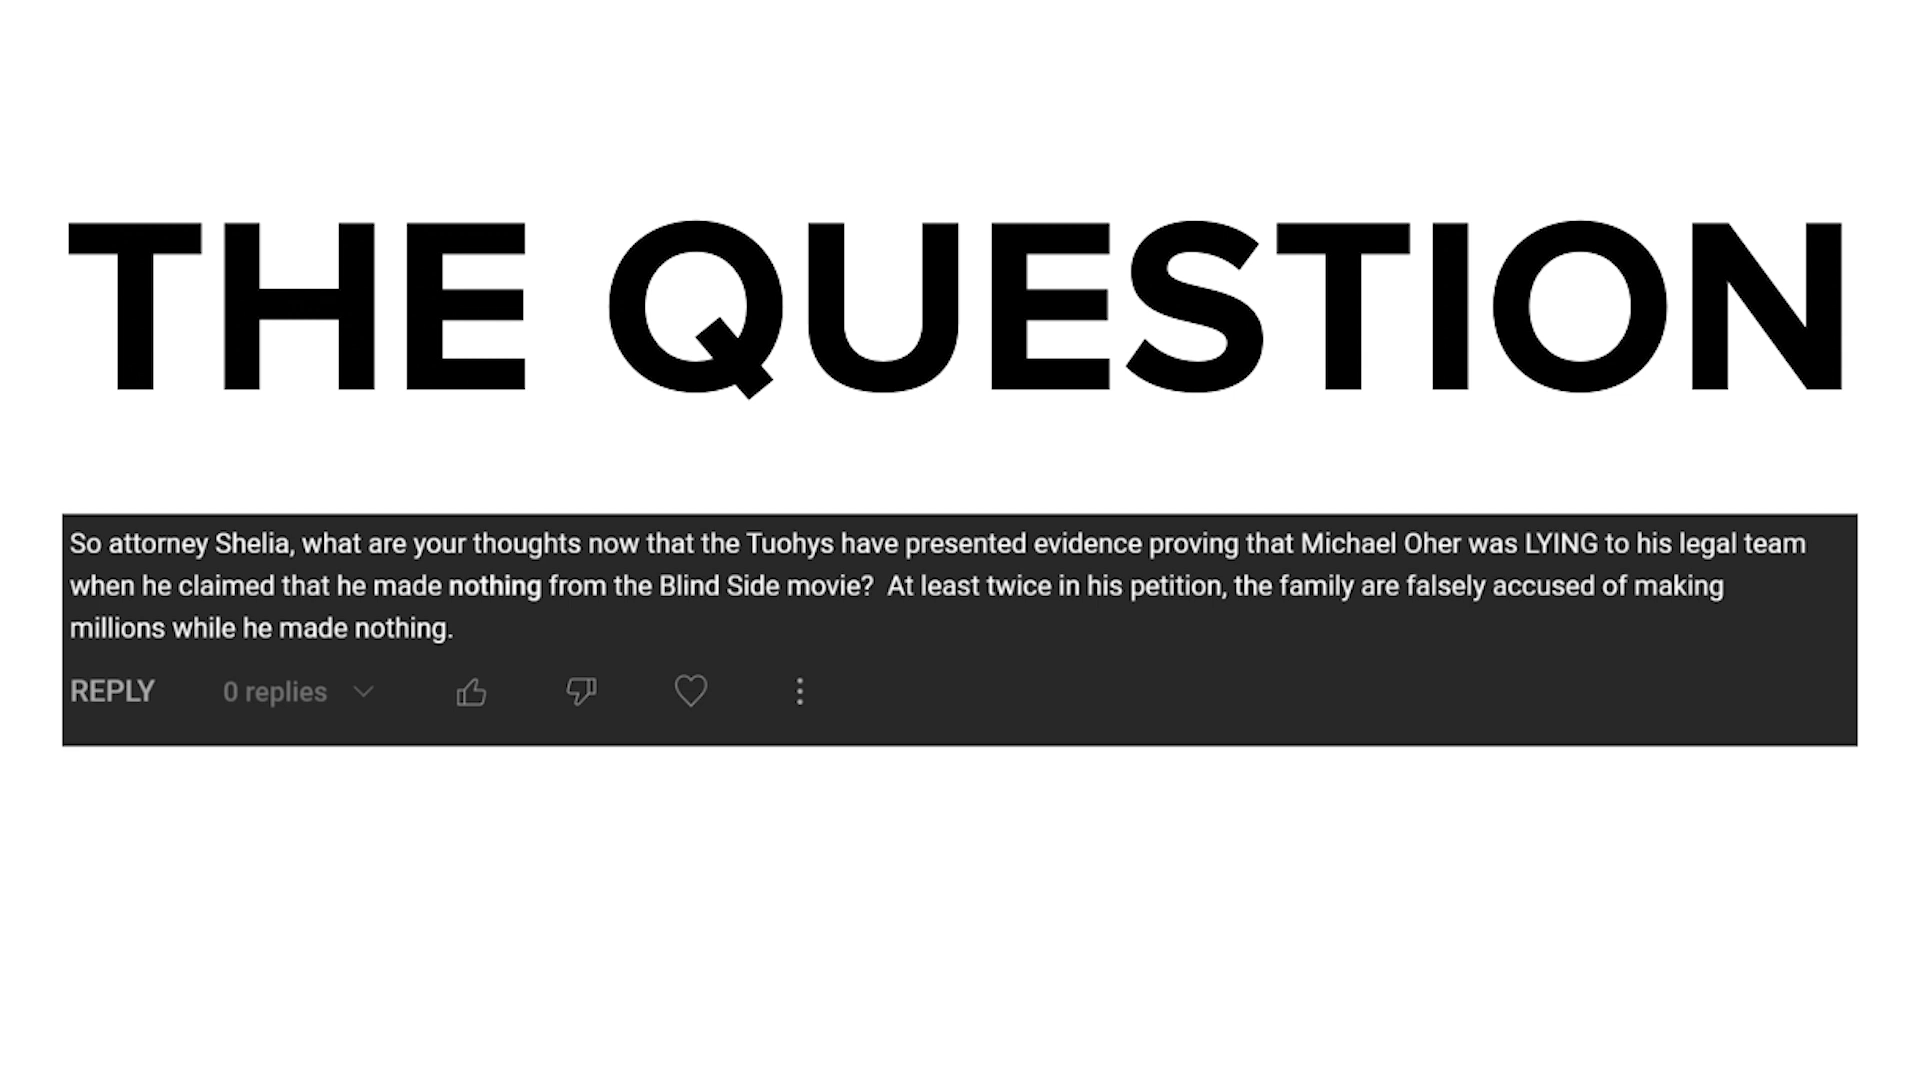 THE QUESTION
So attorney Shelia, what are your thoughts now that the Tuohys have presented evidence proving that Michael Oher was LYING to his legal team
when he claimed that he made nothing from the Blind Side movie?  At least twice in his petition, the family are falsely accused of making
millions while he made nothing.
REPLY 0 replies